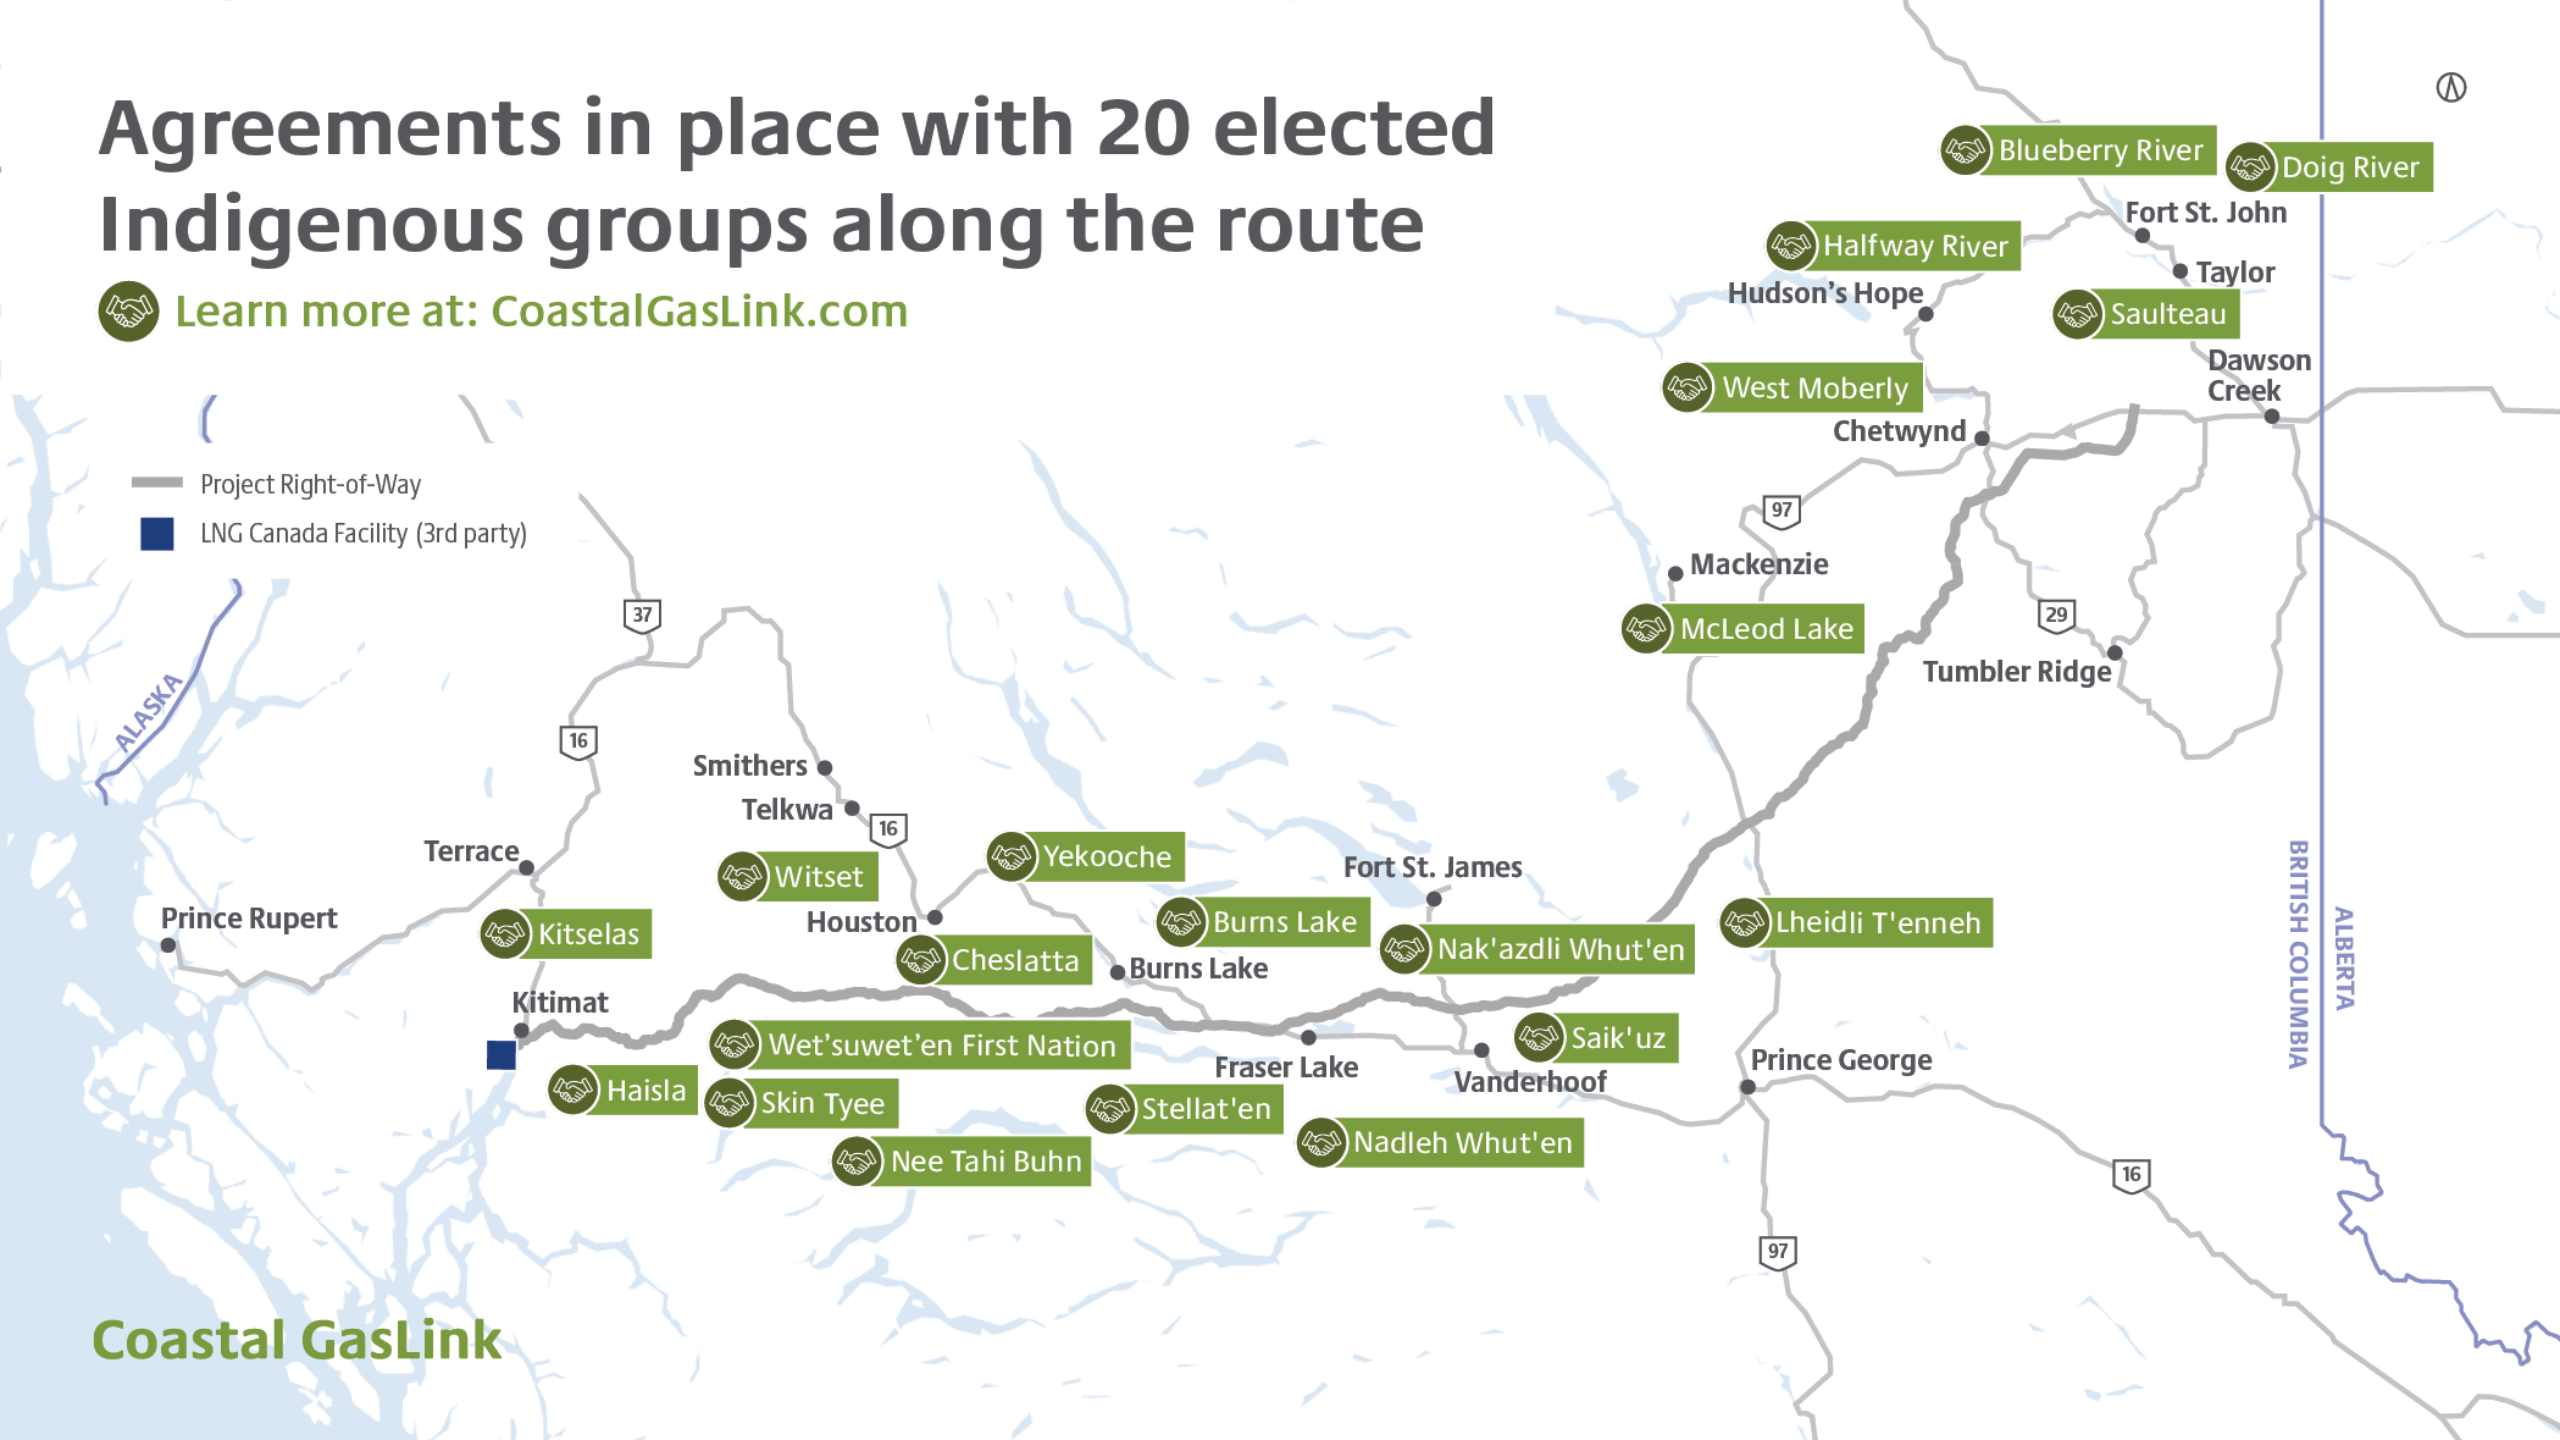 Agreements in place with 20 elected
Indigenous groups along the route
Learn more at: CoastalGasLink.com
Project Right-of-Way
LNG Canada Facility (3rd party)
Blueberry River
Doig River
Fort St. John
Halfway River
Taylor
Hudson's Hope
Saulteau
Dawson
Creek
West Moberly
Chetwynd
97
Mackenzie
37
29
McLeod Lake
Tumbler Ridge
ALASKA
16
Smithers
Telkwa
16
Terrace
Witset
Yekooche
Fort St. James
Prince Rupert
Kitselas
Houston
Burns Lake
Nak'azdli Whut'en
Lheidli T'enneh
BRITISH COLUMBIA
ALBERTA
Cheslatta
Burns Lake
Kitimat
Wet’suwet’en First Nation
Saik'uz
Fraser Lake
Vanderhoof
Prince George
Haisla
Skin Tyee
Stellat'en
Nadleh Whut'en
Nee Tahi Buhn
16
97
Coastal GasLink